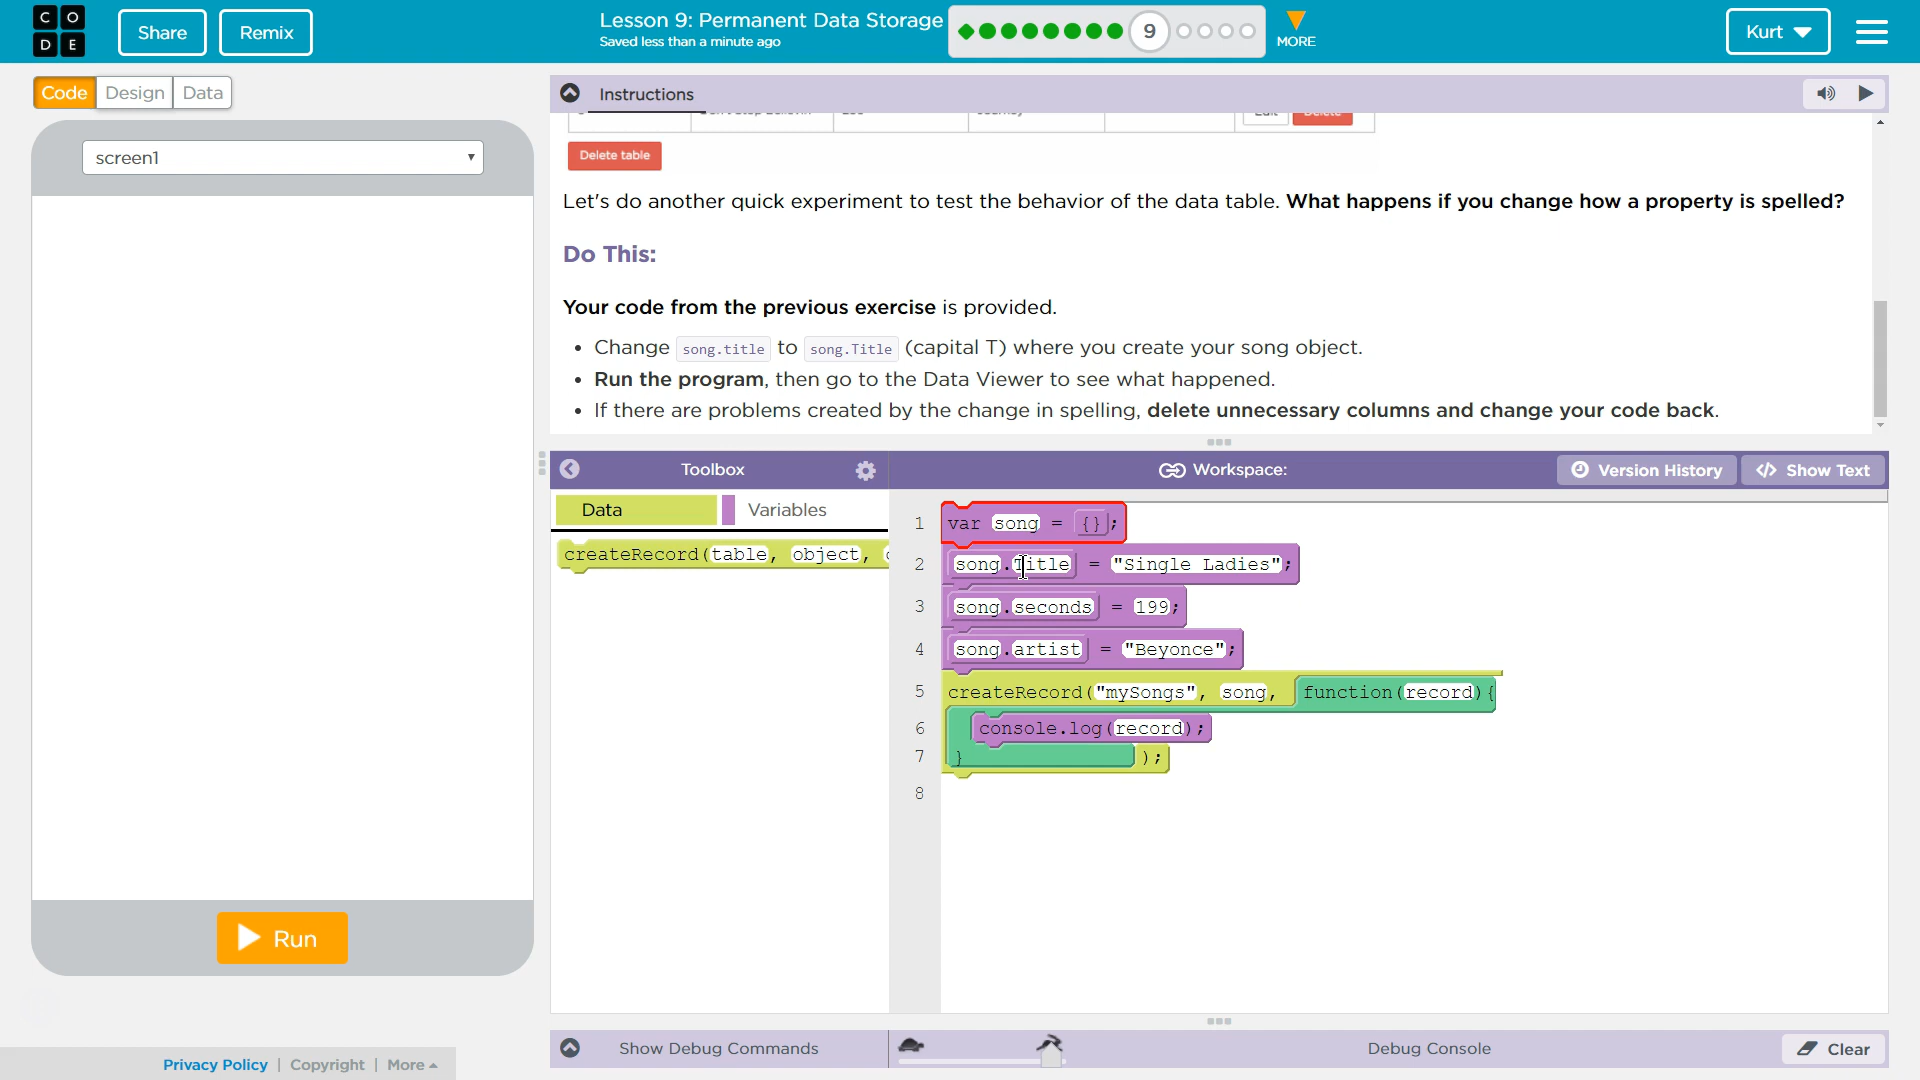 C O
D E
Share
Remix
Lesson 9: Permanent Data Storage
Saved less than a minute ago
9
MORE
Kurt
Code
Design
Data
Instructions
screen1
Delete table
Let's do another quick experiment to test the behavior of the data table. What happens if you change how a property is spelled?
Do This:
Your code from the previous exercise is provided.
• Change song.title to song.Title (capital T) where you create your song object.
• Run the program, then go to the Data Viewer to see what happened.
• If there are problems created by the change in spelling, delete unnecessary columns and change your code back.
Toolbox
Workspace:
Version History
Show Text
Data
Variables
createRecord(table, object,
1 var song = {};
2 song.Title = "Single Ladies";
3 song.seconds = 199;
4 song.artist = "Beyonce";
5 createRecord("mySongs", song, function(record){
6 console.log(record);
7 } );
8
Run
Show Debug Commands
Debug Console
Clear
Privacy Policy | Copyright | More